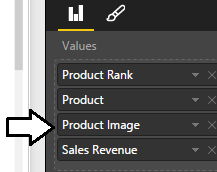 Values
Product Rank
Product
Product Image
Sales Revenue